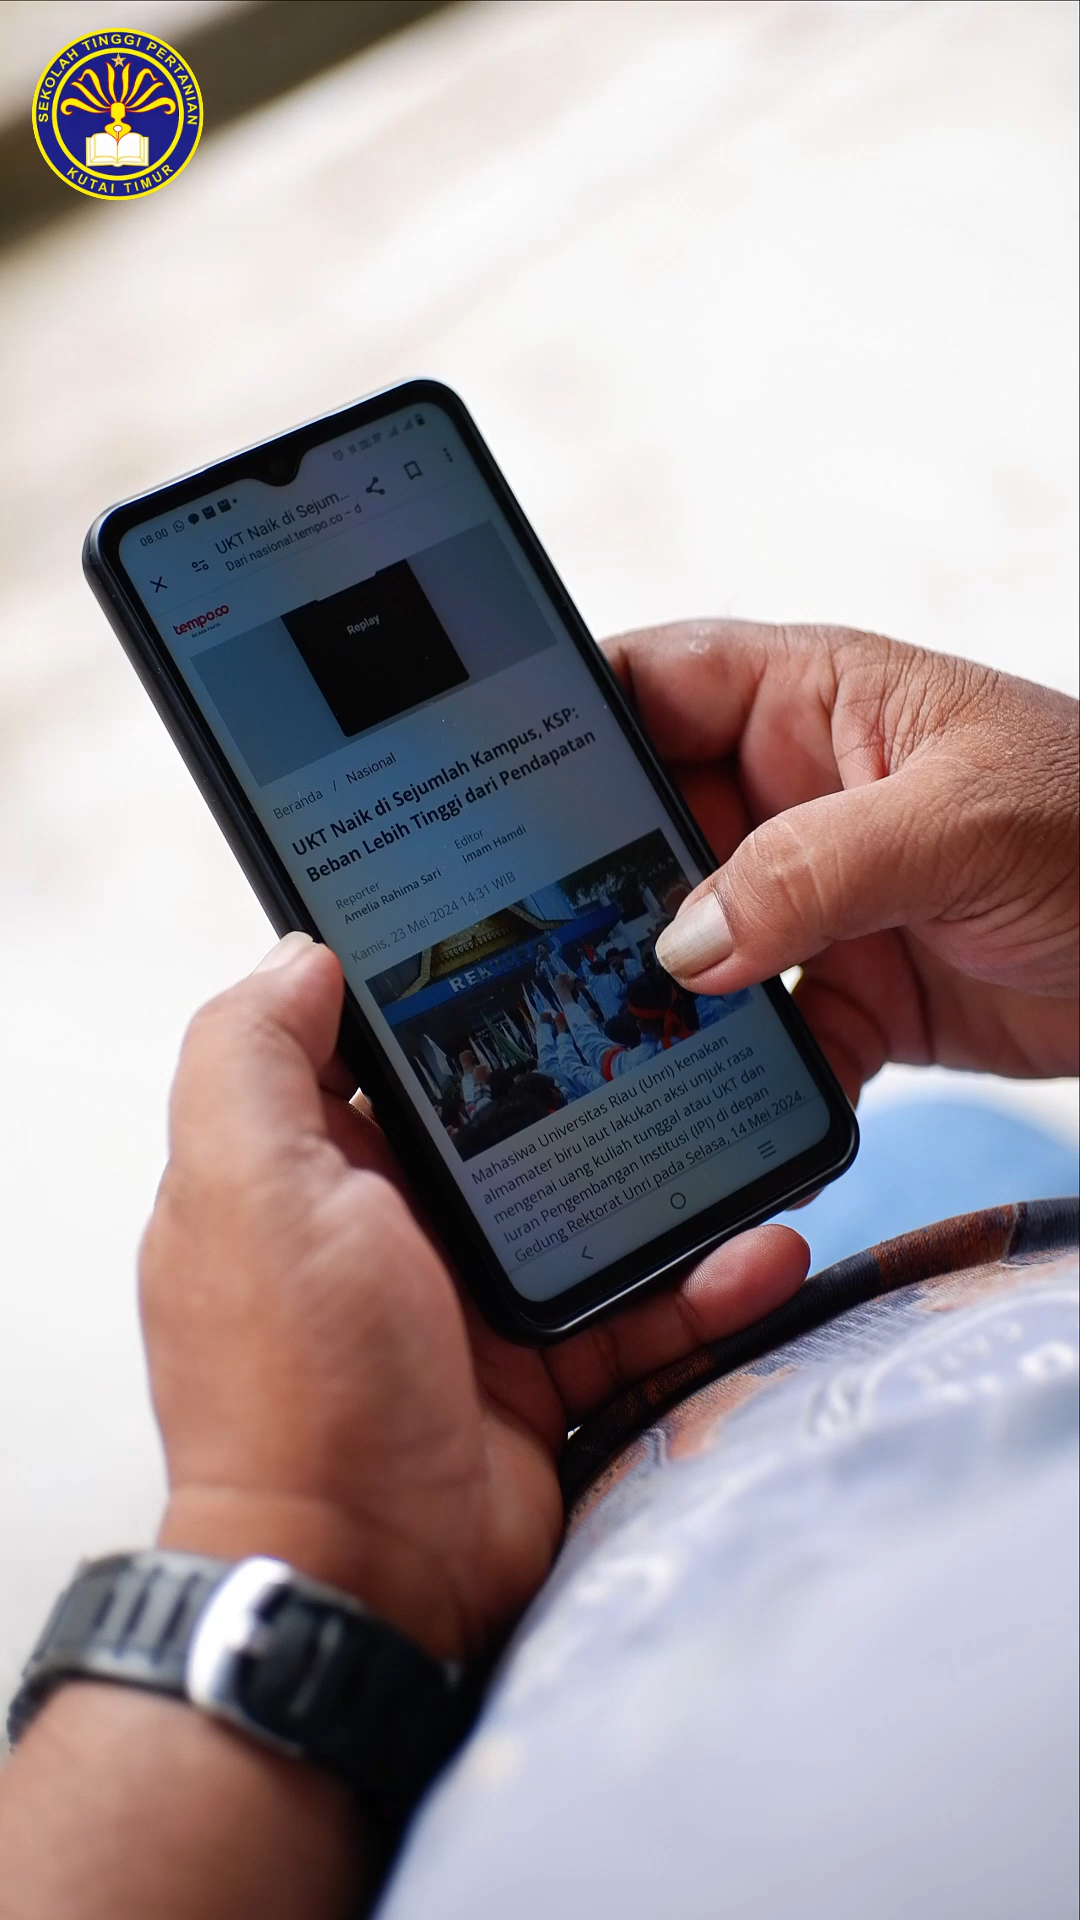 SEKOLAH TINGGI PERTANIAN
KUTAI TIMUR
08.00
UKT Naik di Sejum...
Dari nasional.tempo.co – d
tempo.co
Replay
Beranda / Nasional
UKT Naik di Sejumlah Kampus, KSP:
Beban Lebih Tinggi dari Pendapatan
Reporter
Amelia Rahima Sari
Editor
Imam Hamdi
Kamis, 23 Mei 2024 14:31 WIB
REK
Mahasiwa Universitas Riau (Unri) kenakan
almamater biru laut lakukan aksi unjuk rasa
mengenai uang kuliah tunggal atau UKT dan
Iuran Pengembangan Institusi (IPI) di depan
Gedung Rektorat Unri pada Selasa, 14 Mei 2024.